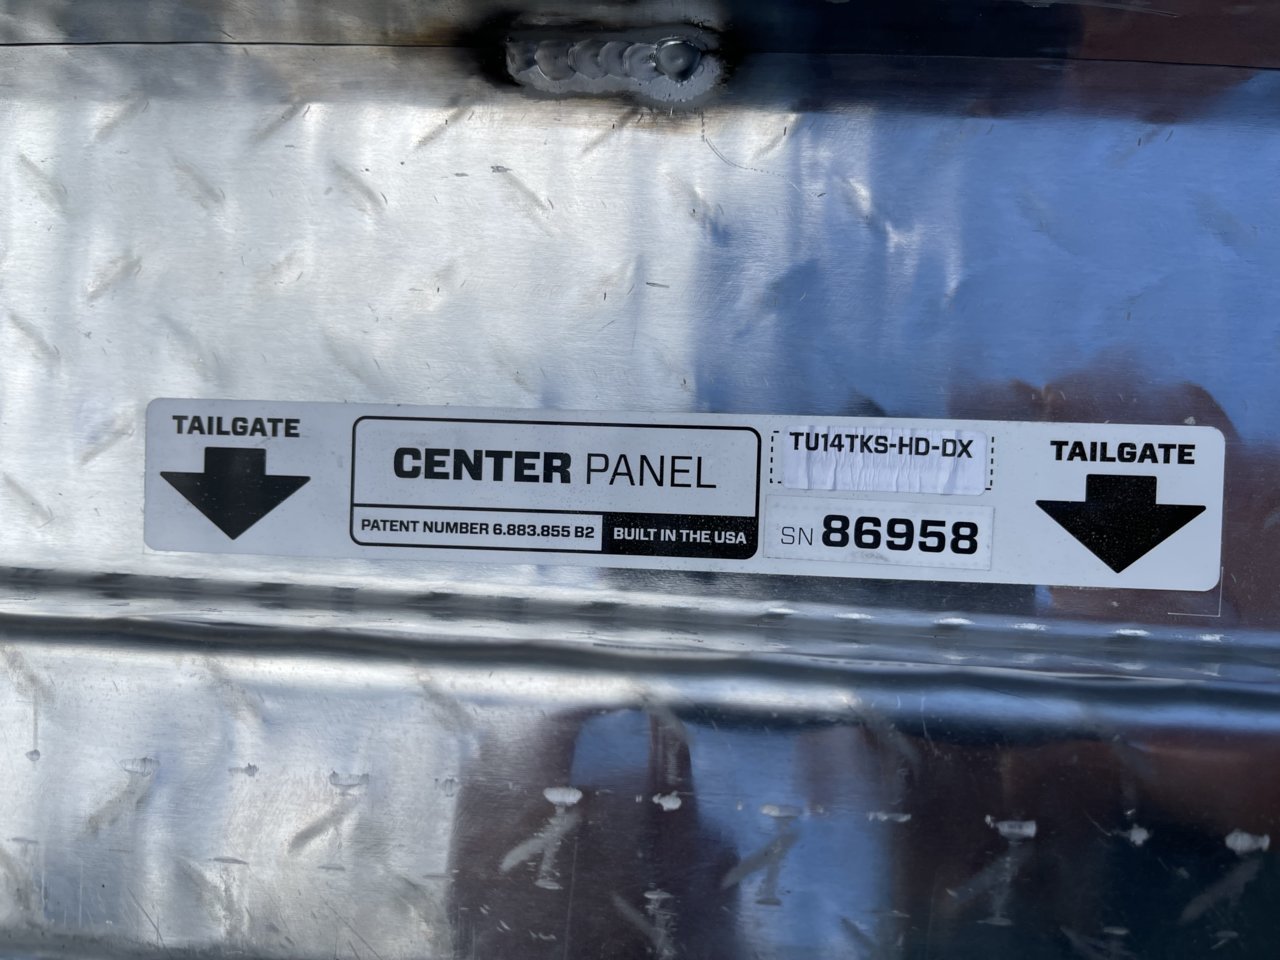 TAILGATE
CENTER PANEL
PATENT NUMBER 6.883.855 B2
BUILT IN THE USA
TU14TKS-HD-DX
SN 86958
TAILGATE